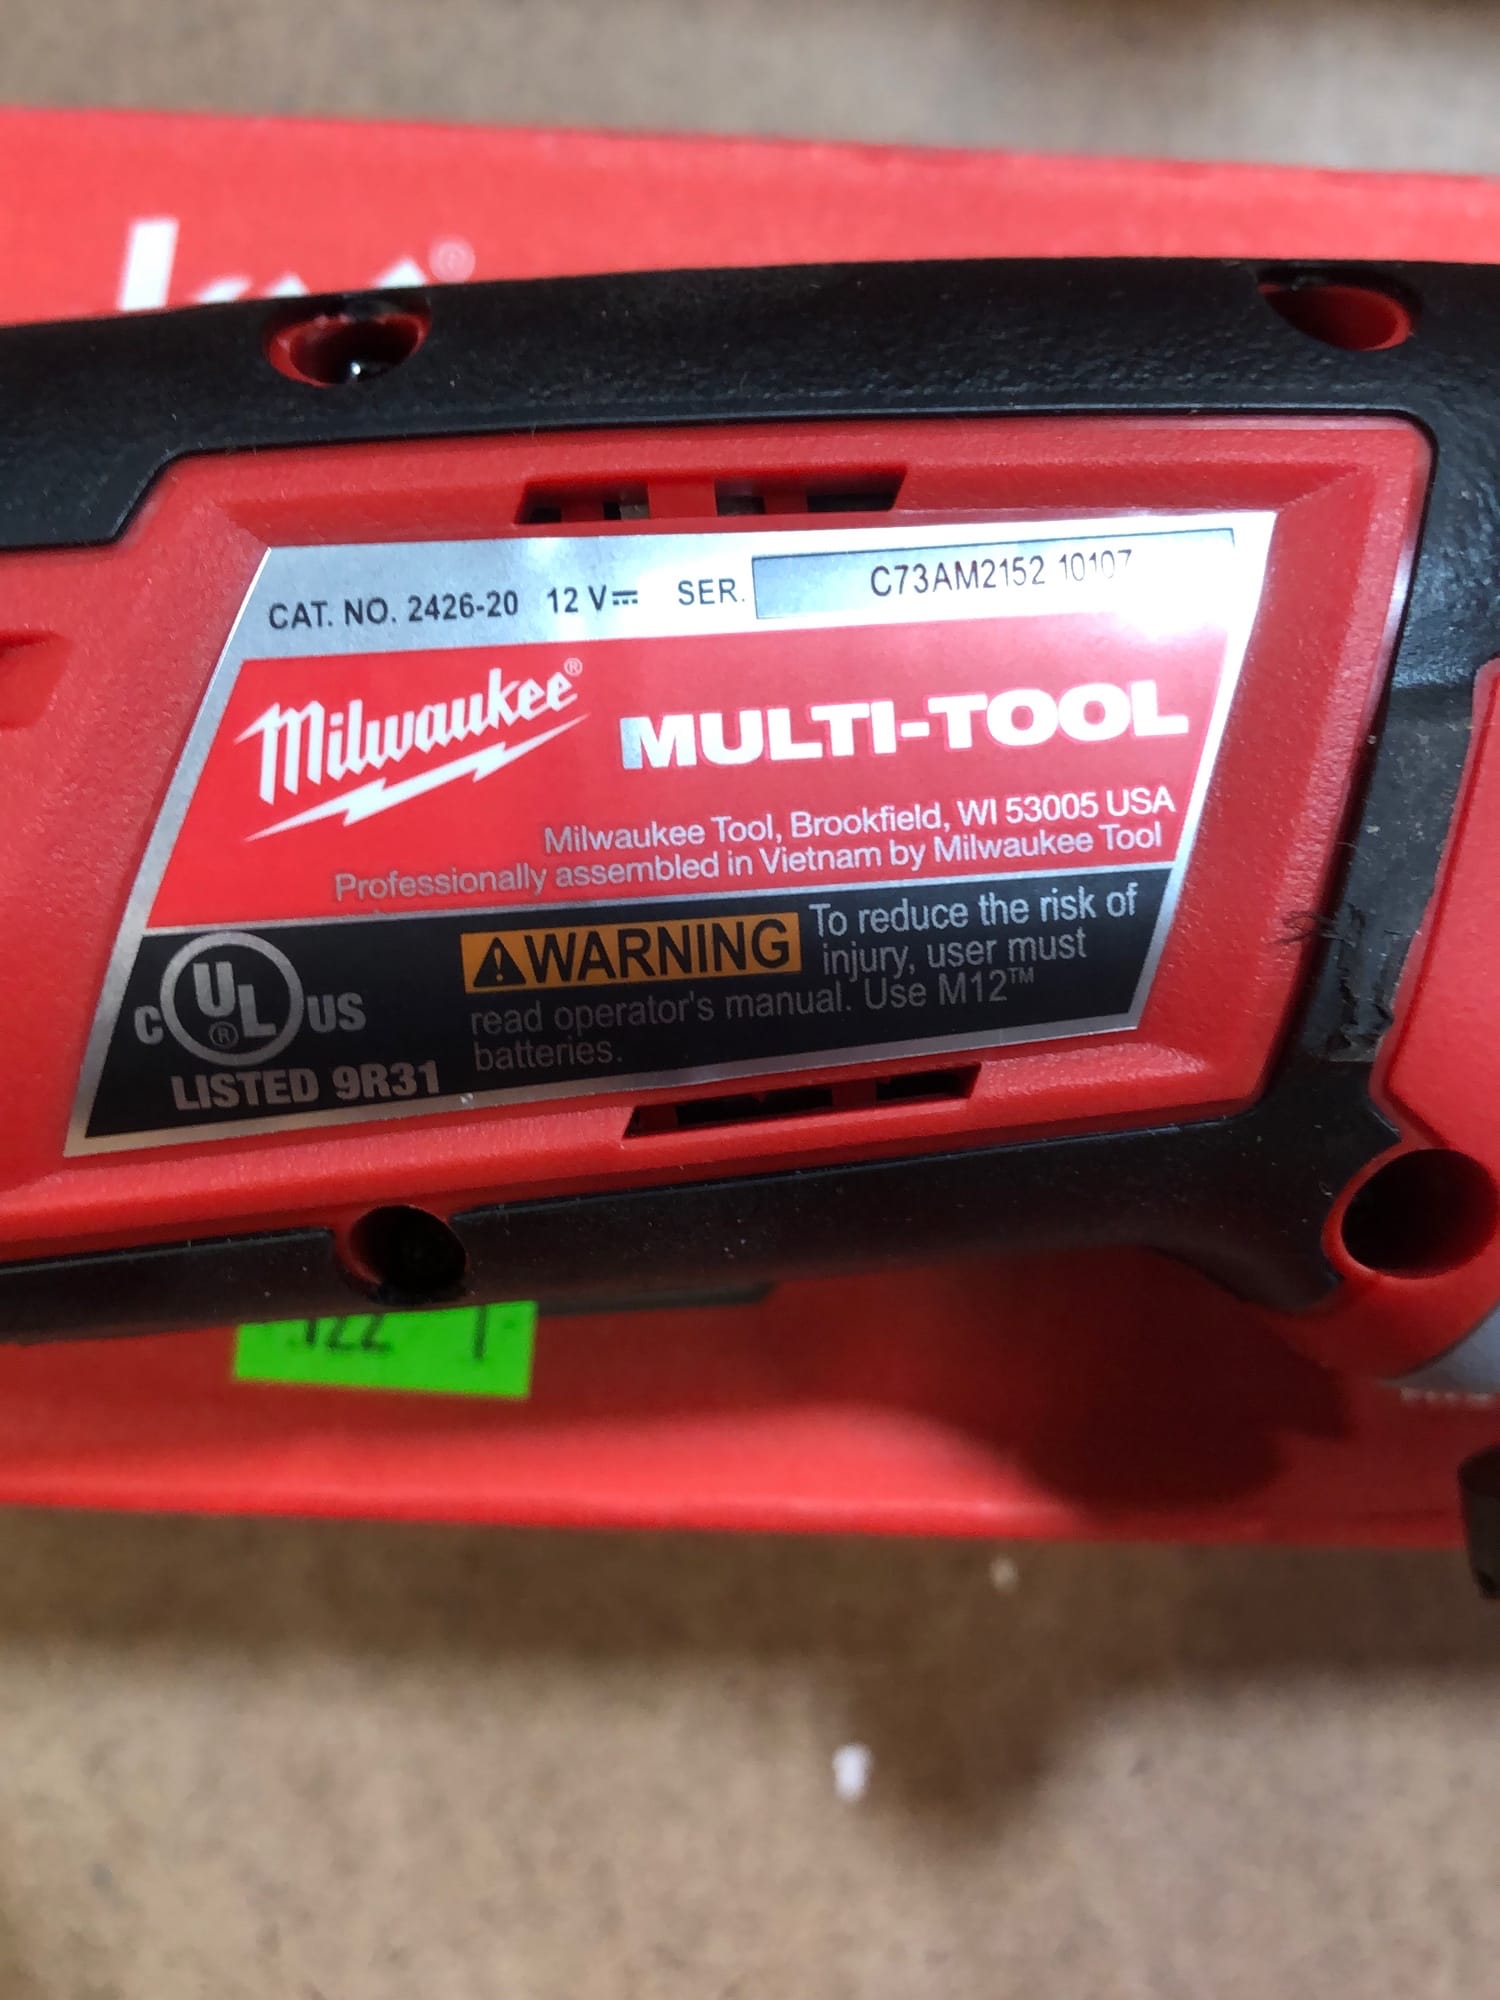 CAT. NO. 2426-20 12 V⎓ SER. C73AM2152 10107
Milwaukee®
MULTI-TOOL
Milwaukee Tool, Brookfield, WI 53005 USA
Professionally assembled in Vietnam by Milwaukee Tool
C UL® US
LISTED 9R31
⚠WARNING To reduce the risk of
injury, user must
read operator's manual. Use M12™
batteries.